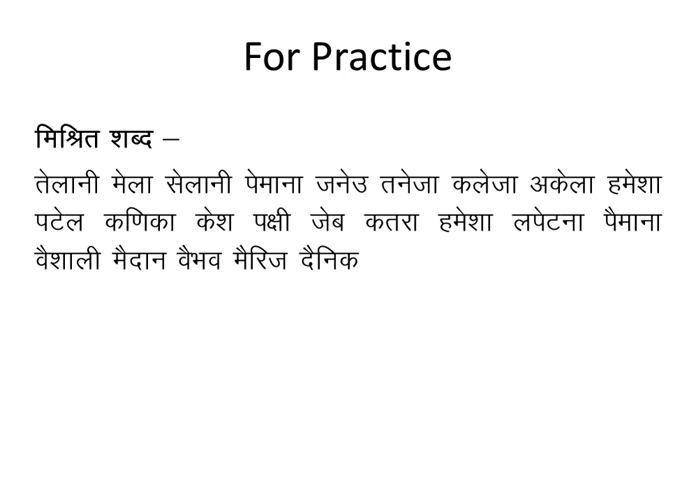 For Practice
मिश्रित शब्द –
तेलानी मेला सेलानी पेमाना जनेउ तनेजा कलेजा अकेला हमेशा
पटेल कणिका केश पक्षी जेब कतरा हमेशा लपेटना पैमाना
वैशाली मैदान वैभव मैरिज दैनिक